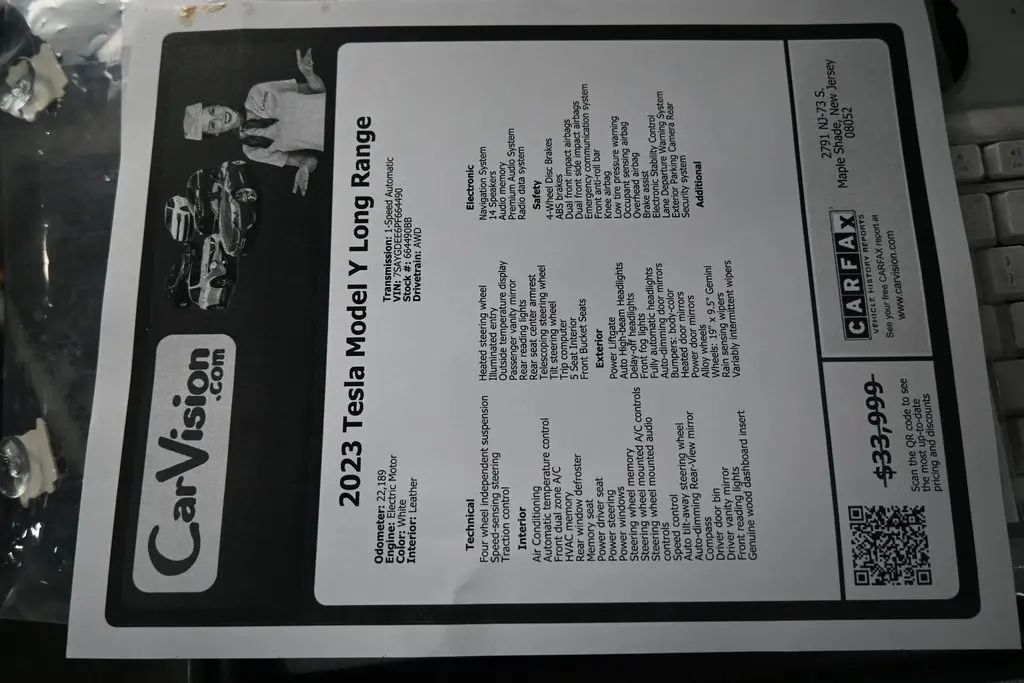 CarVision
.com
2023 Tesla Model Y Long Range
Odometer: 22,189
Engine: Electric Motor
Color: White
Interior: Leather
Transmission: 1-Speed Automatic
VIN: 7SAYGDEE6PF664490
Stock #: 664490BB
Drivetrain: AWD
Technical
Four wheel independent suspension
Speed-sensing steering
Traction control
Interior
Air Conditioning
Automatic temperature control
Front dual zone A/C
HVAC memory
Rear window defroster
Memory seat
Power driver seat
Power steering
Power windows
Steering wheel memory
Steering wheel mounted A/C controls
Steering wheel mounted audio
controls
Speed control
Auto tilt-away steering wheel
Auto-dimming Rear-View mirror
Compass
Driver door bin
Driver vanity mirror
Front reading lights
Genuine wood dashboard insert
Heated steering wheel
Illuminated entry
Outside temperature display
Passenger vanity mirror
Rear reading lights
Rear seat center armrest
Telescoping steering wheel
Tilt steering wheel
Trip computer
5 Seat Interior
Front Bucket Seats
Exterior
Power Liftgate
Auto High-beam Headlights
Delay-off headlights
Front fog lights
Fully automatic headlights
Auto-dimming door mirrors
Bumpers: body-color
Heated door mirrors
Power door mirrors
Alloy wheels
Wheels: 19" x 9.5" Gemini
Rain sensing wipers
Variably intermittent wipers
Electronic
Navigation System
14 Speakers
Audio memory
Premium Audio System
Radio data system
Safety
4-Wheel Disc Brakes
ABS brakes
Dual front impact airbags
Dual front side impact airbags
Emergency communication system
Front anti-roll bar
Knee airbag
Low tire pressure warning
Occupant sensing airbag
Overhead airbag
Brake assist
Electronic Stability Control
Lane Departure Warning System
Exterior Parking Camera Rear
Security system
Additional
$33,999
Scan the QR code to see
the most up-to-date
pricing and discounts
CARFAX
VEHICLE HISTORY REPORTS
See your free CARFAX report at
www.carvision.com
2791 NJ-73 S.
Maple Shade, New Jersey
08052